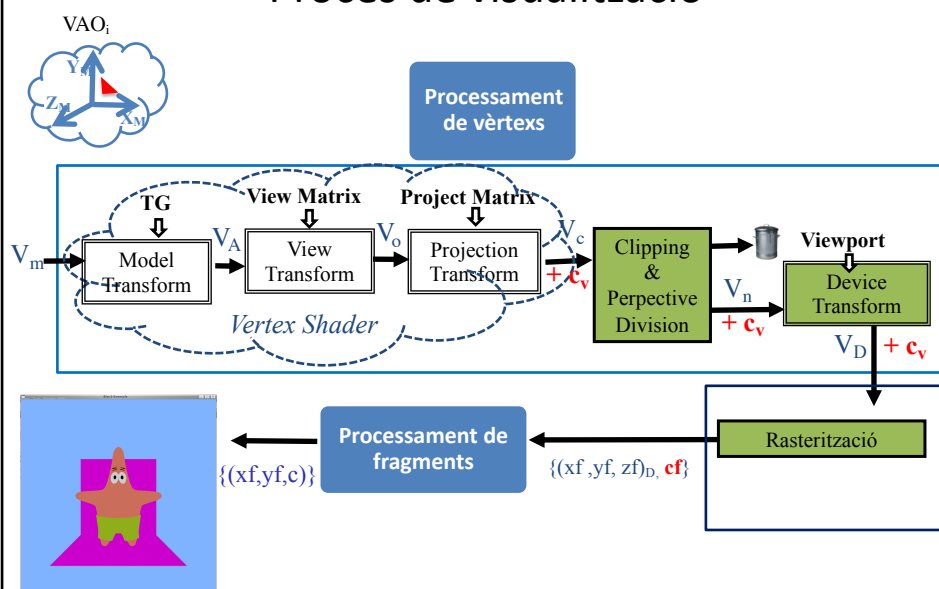 Procés de visualització
VAOi
YM
ZM
XM
Processament
de vèrtexs
TG
View Matrix
Project Matrix
Vm
Model
Transform
VA
View
Transform
Vo
Projection
Transform
Vc
+ cv
Clipping
&
Perpective
Division
Vn
+ cv
Viewport
Device
Transform
VD
+ cv
Vertex Shader
Rasterització
{(xf ,yf, zf)D, cf}
Processament de
fragments
{(xf,yf,c)}